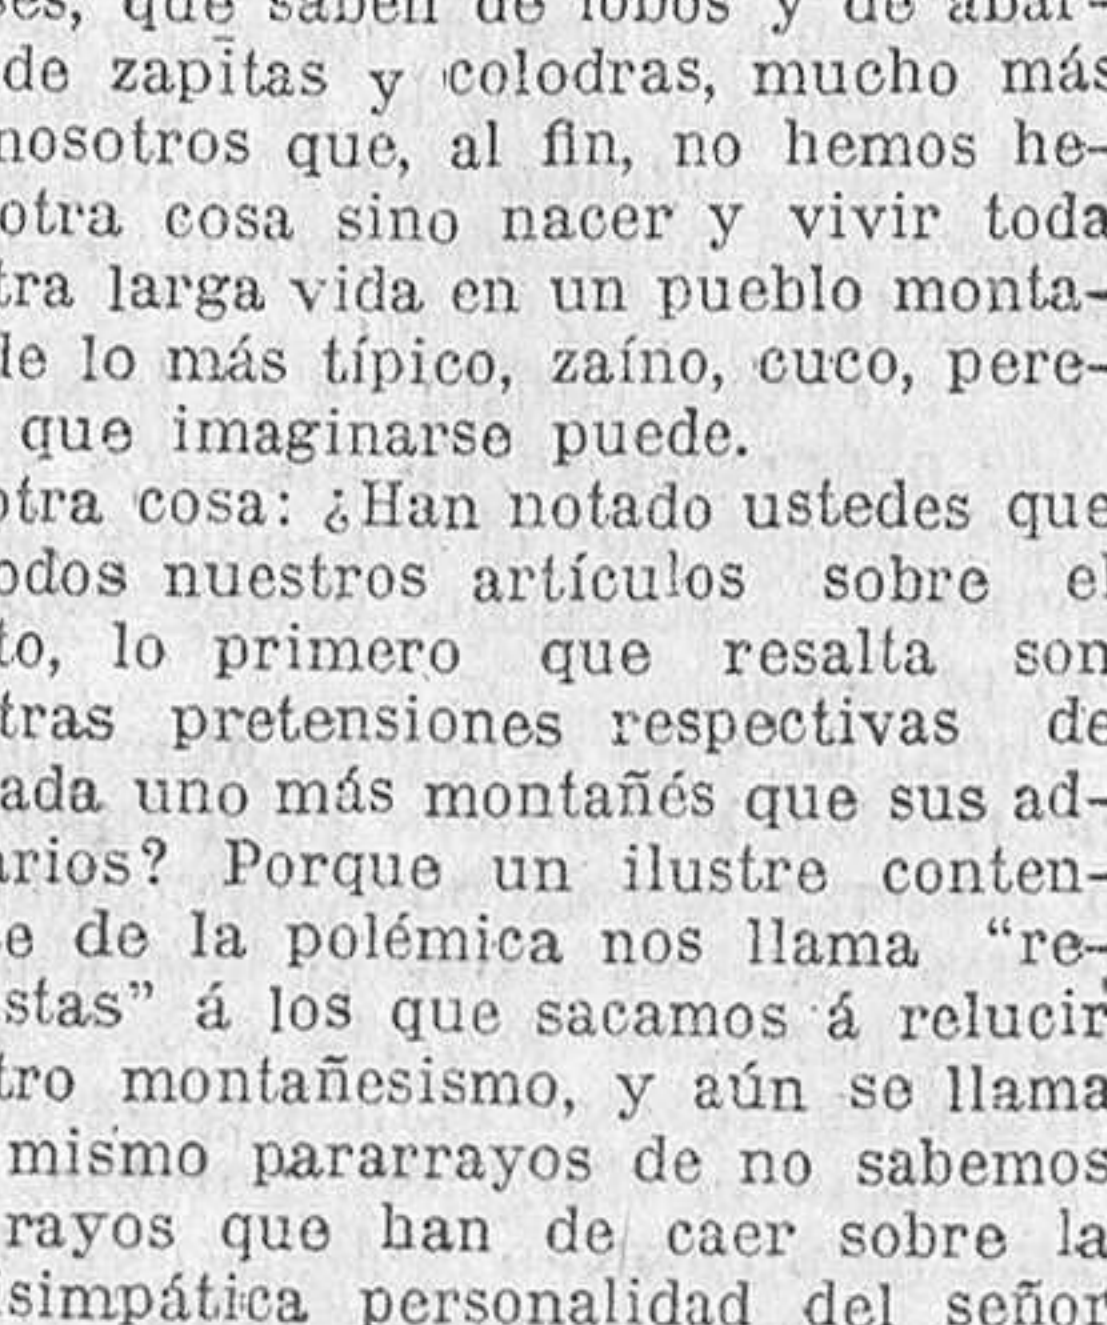 es, que saben de lobos y de abar-
de zapitas y colodras, mucho más
nosotros que, al fin, no hemos he-
otra cosa sino nacer y vivir toda
tra larga vida en un pueblo monta-
de lo más típico, zaíno, cuco, pere-
que imaginarse puede.
otra cosa: ¿Han notado ustedes que
odos nuestros artículos sobre el
to, lo primero que resalta son
tras pretensiones respectivas de
ada uno más montañés que sus ad-
arios? Porque un ilustre conten-
e de la polémica nos llama “re-
stas” á los que sacamos á relucir
tro montañesismo, y aún se llama
mismo pararrayos de no sabemos
rayos que han de caer sobre la
simpática personalidad del señor